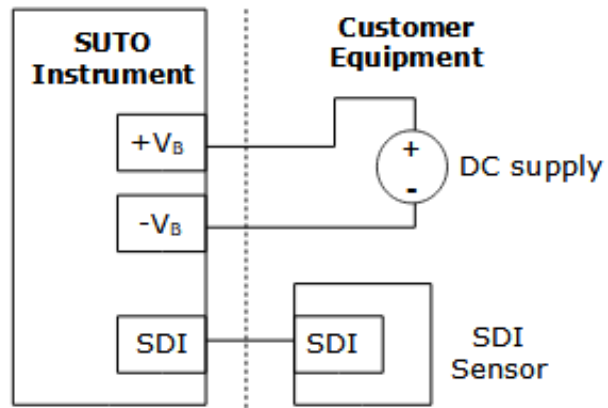 SUTO
Instrument
Customer
Equipment
+VB
+
DC supply
-
-VB
SDI
SDI
SDI
Sensor